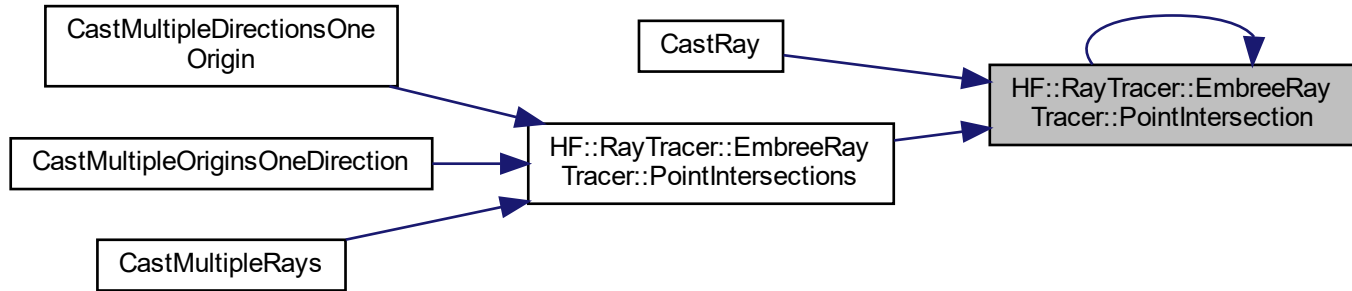 CastMultipleDirectionsOne
Origin
CastMultipleOriginsOneDirection
CastMultipleRays
CastRay
HF::RayTracer::EmbreeRay
Tracer::PointIntersections
HF::RayTracer::EmbreeRay
Tracer::PointIntersection